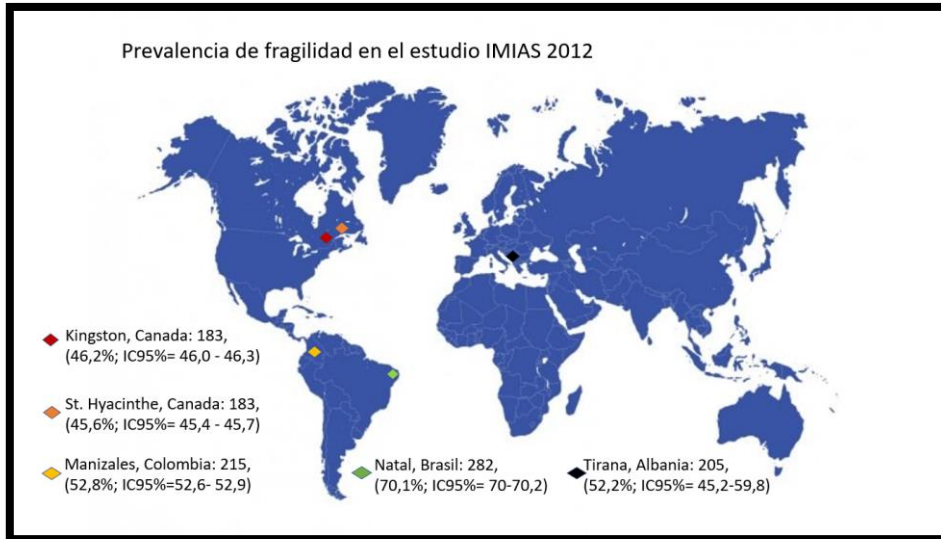 Prevalencia de fragilidad en el estudio IMIAS 2012
Kingston, Canada: 183,
(46,2%; IC95%= 46,0 - 46,3)
St. Hyacinthe, Canada: 183,
(45,6%; IC95%= 45,4 - 45,7)
Manizales, Colombia: 215,
(52,8%; IC95%=52,6- 52,9)
Natal, Brasil: 282,
(70,1%; IC95%= 70-70,2)
Tirana, Albania: 205,
(52,2%; IC95%= 45,2-59,8)